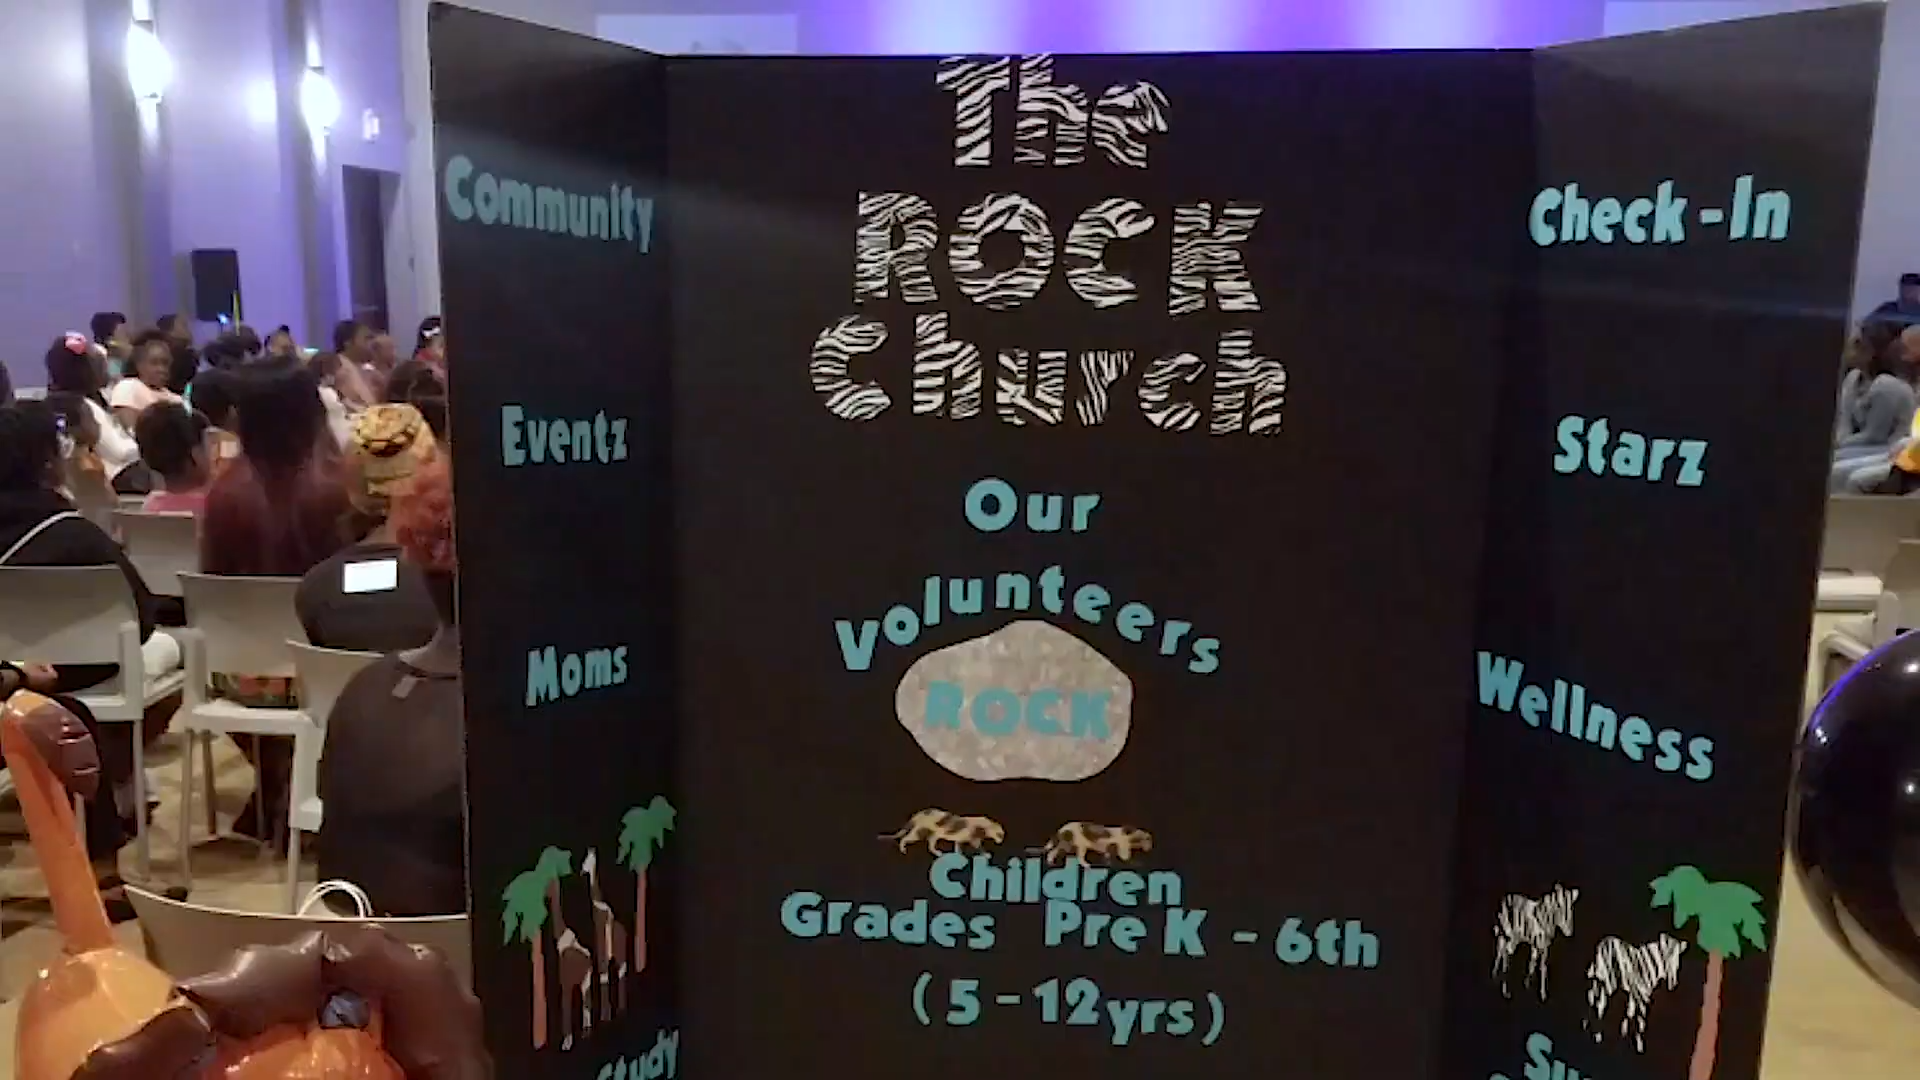 Community
Eventz
Moms
Study
The
ROCK
Church
Our
Volunteers
ROCK
Children
Grades Pre K - 6th
(5-12yrs)
Check-In
Starz
Wellness